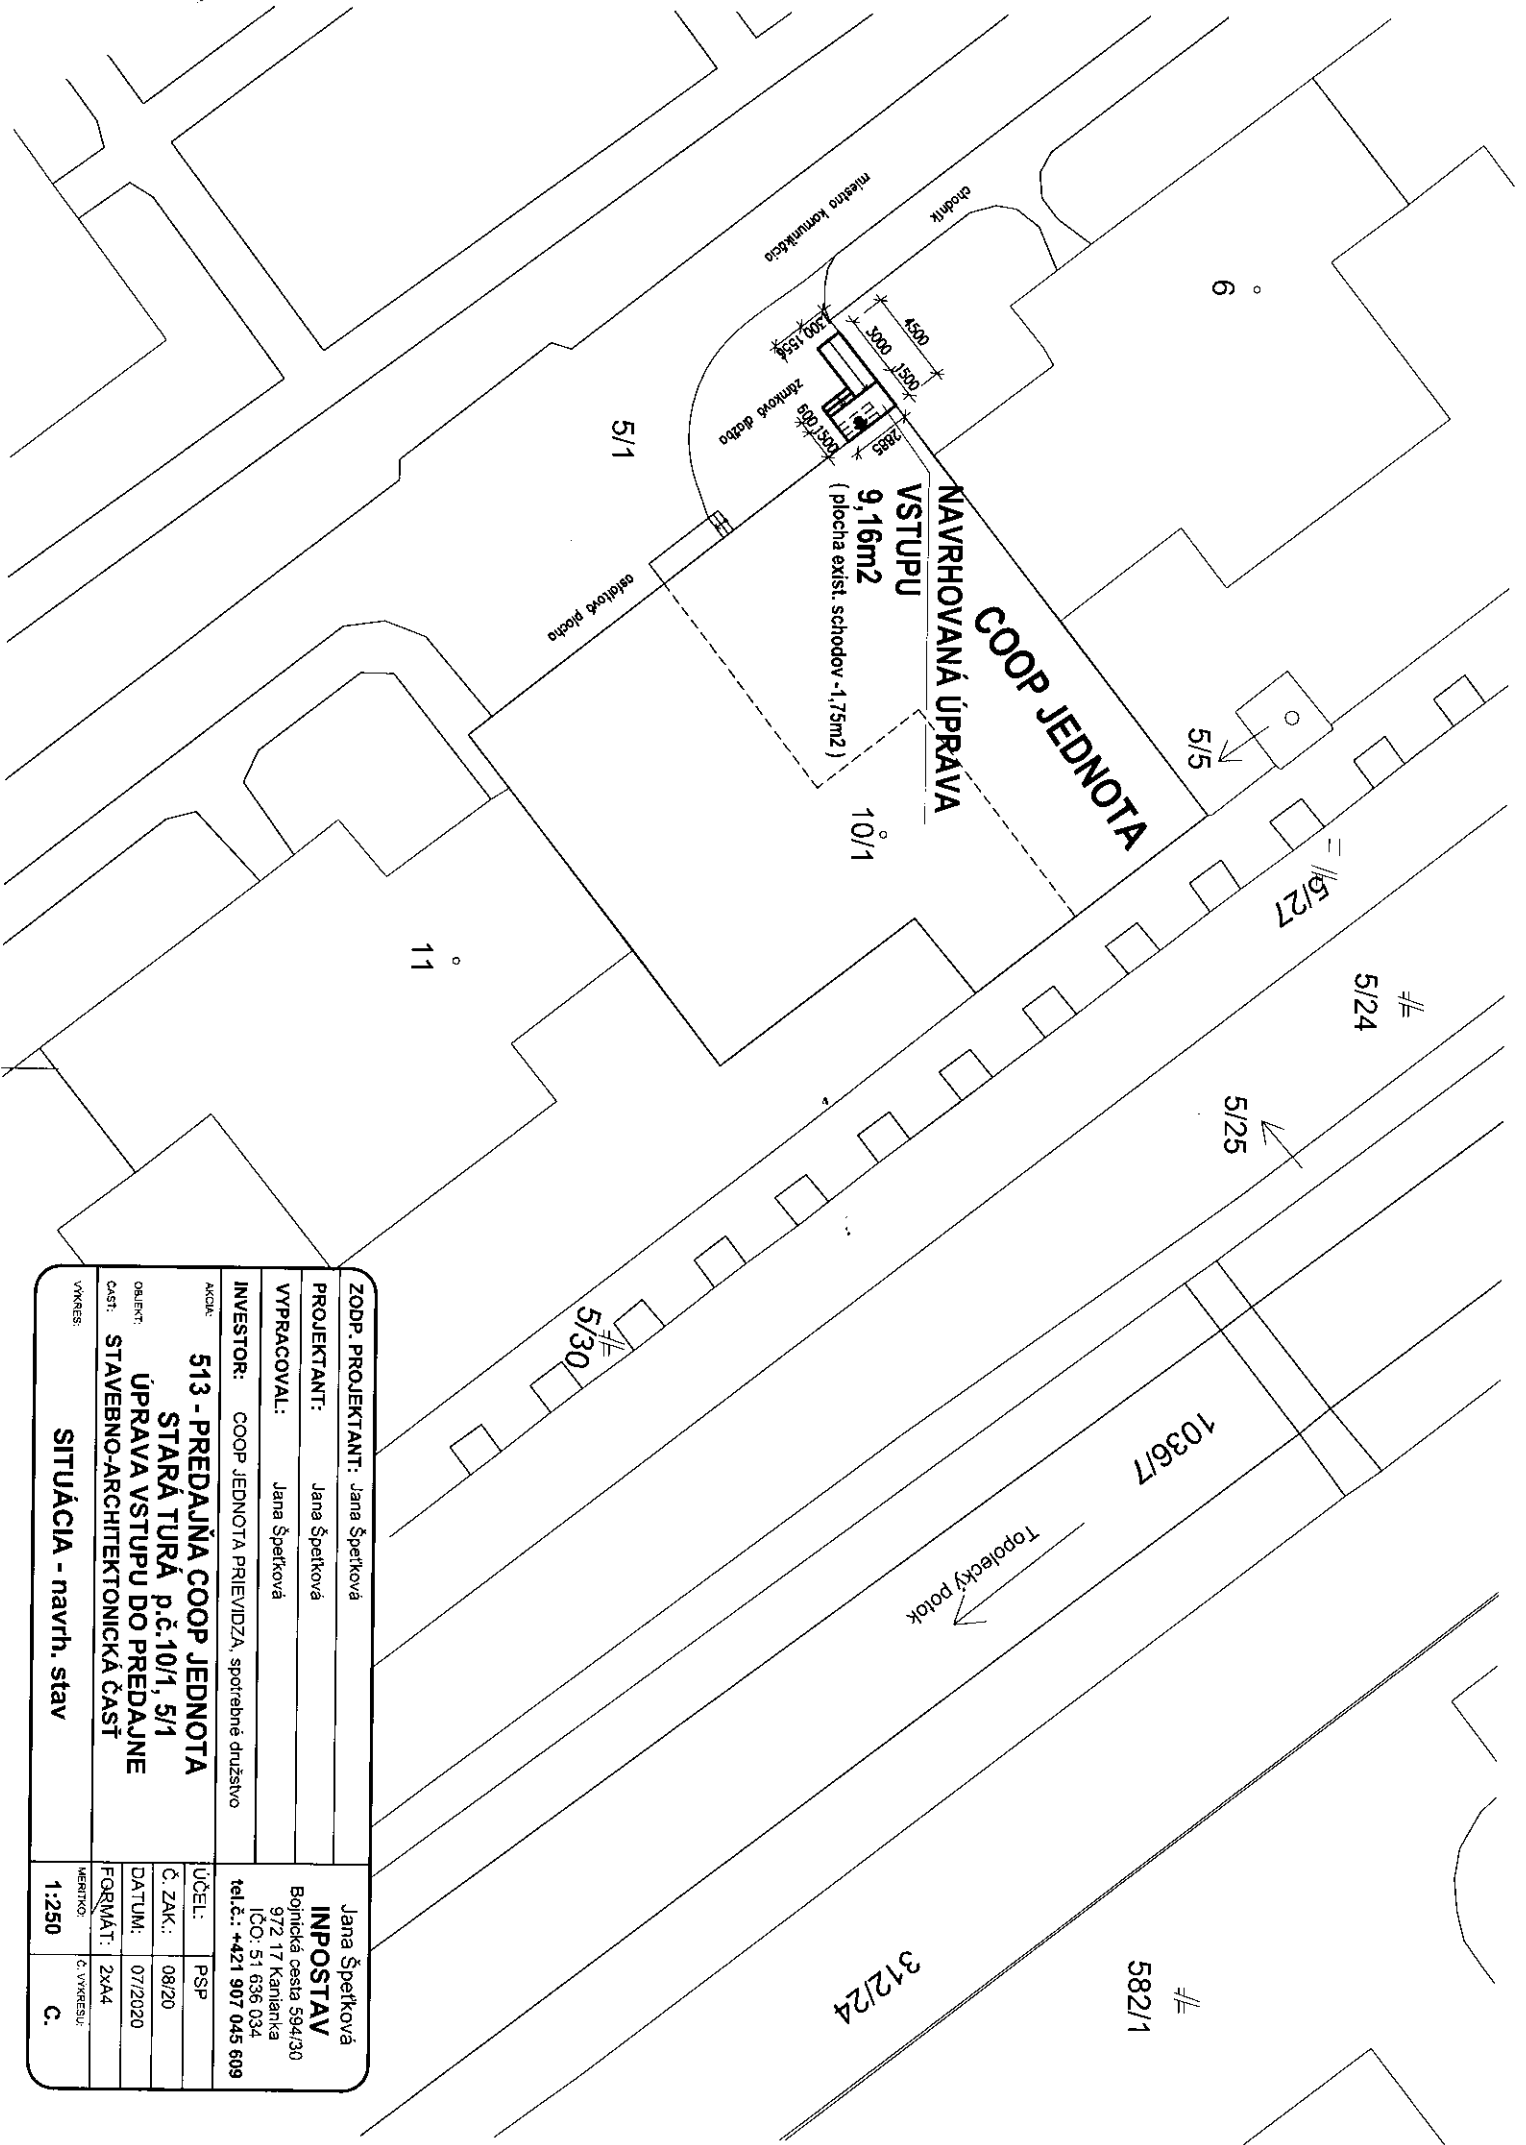 6
chodník
miestna komunikácia
4500
3000
1500
1300
1556
zámková dlažba
600
1500
2885
5/1
NAVRHOVANÁ ÚPRAVA
VSTUPU
9,16m2
( plocha exist. schodov -1,75m2 )
COOP JEDNOTA
asfaltová plocha
10/1
11
5/5
5/27
5/24
5/25
5/30
1036/7
Topolecký potok
312/24
582/1
ZODP. PROJEKTANT: Jana Špeťková
PROJEKTANT: Jana Špeťková
VYPRACOVAL: Jana Špeťková
INVESTOR: COOP JEDNOTA PRIEVIDZA, spotrebné družstvo
AKCIA: 513 - PREDAJŇA COOP JEDNOTA
STARÁ TURÁ p.č.10/1, 5/1
OBJEKT: ÚPRAVA VSTUPU DO PREDAJNE
ČASŤ: STAVEBNO-ARCHITEKTONICKÁ ČASŤ
VÝKRES:
SITUÁCIA - navrh. stav
Jana Špeťková
INPOSTAV
Bojnická cesta 594/30
972 17 Kanianka
IČO: 51 636 034
tel.č.: +421 907 045 609
ÚČEL: PSP
Č. ZAK.: 08/20
DATUM: 07/2020
FORMÁT: 2xA4
MERITKO: Č. VÝKRESU:
1:250 C.